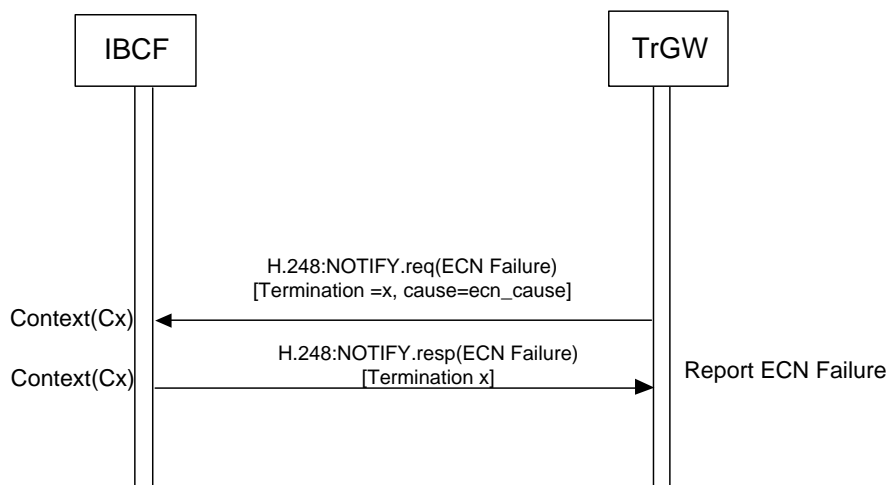 IBCF
TrGW
H.248:NOTIFY.req(ECN Failure)
[Termination =x, cause=ecn_cause]
Context(Cx)
H.248:NOTIFY.resp(ECN Failure)
[Termination x]
Context(Cx)
Report ECN Failure